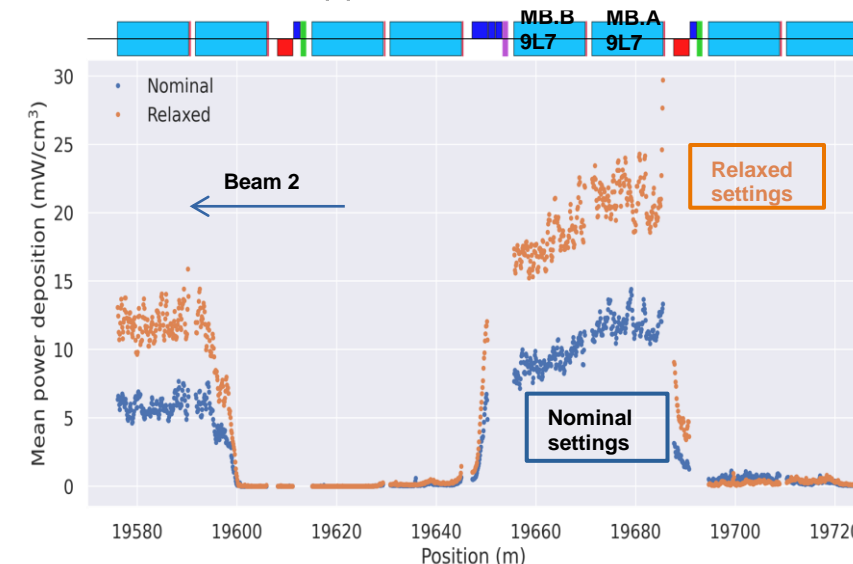 MB.B MB.A
9L7 9L7
Nominal
Relaxed
Beam 2
Relaxed
settings
Nominal
settings
Mean power deposition (mW/cm³)
30
25
20
15
10
5
0
19580 19600 19620 19640 19660 19680 19700
Position (m)